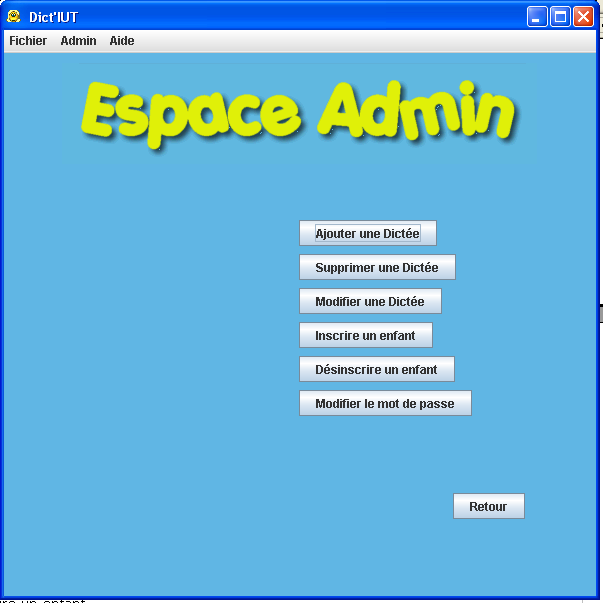 Dict'IUT
Fichier Admin Aide
Espace Admin
Ajouter une Dictée
Supprimer une Dictée
Modifier une Dictée
Inscrire un enfant
Désinscrire un enfant
Modifier le mot de passe
Retour